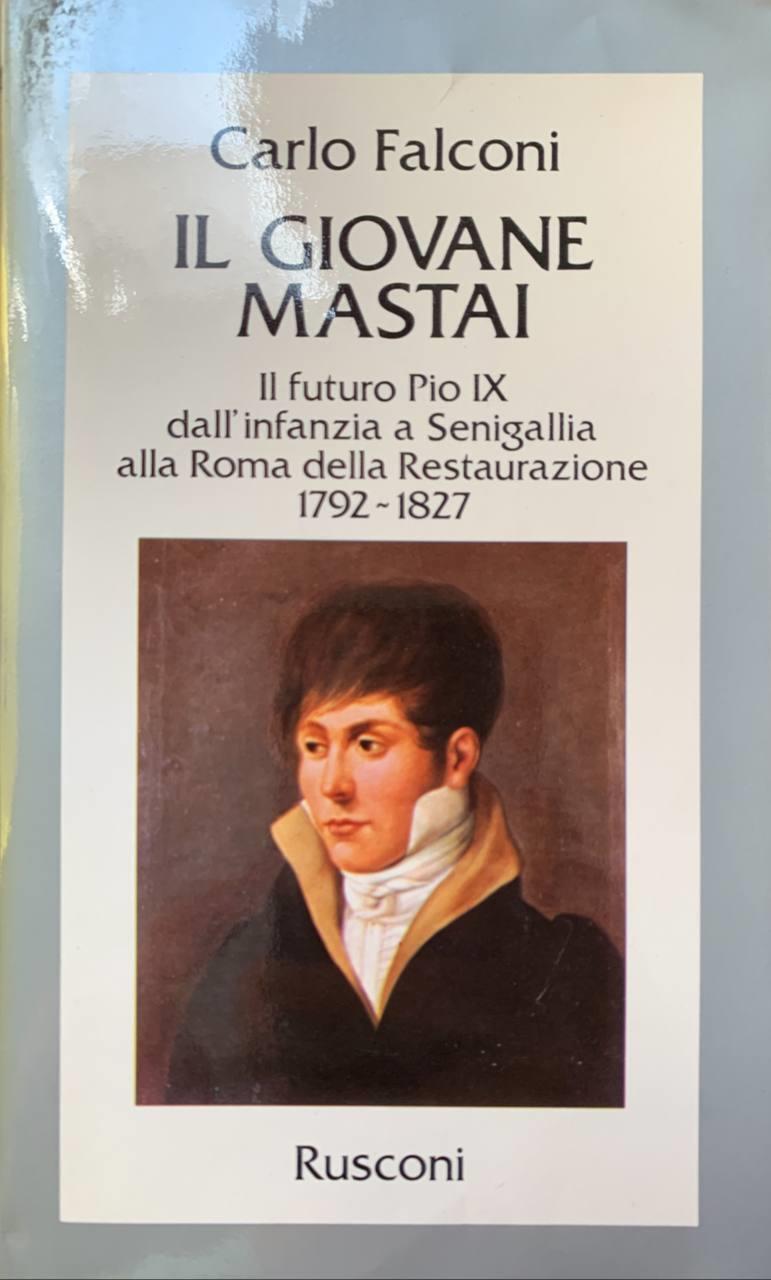 Carlo Falconi
IL GIOVANE
MASTAI
Il futuro Pio IX
dall'infanzia a Senigallia
alla Roma della Restaurazione
1792~1827
Rusconi